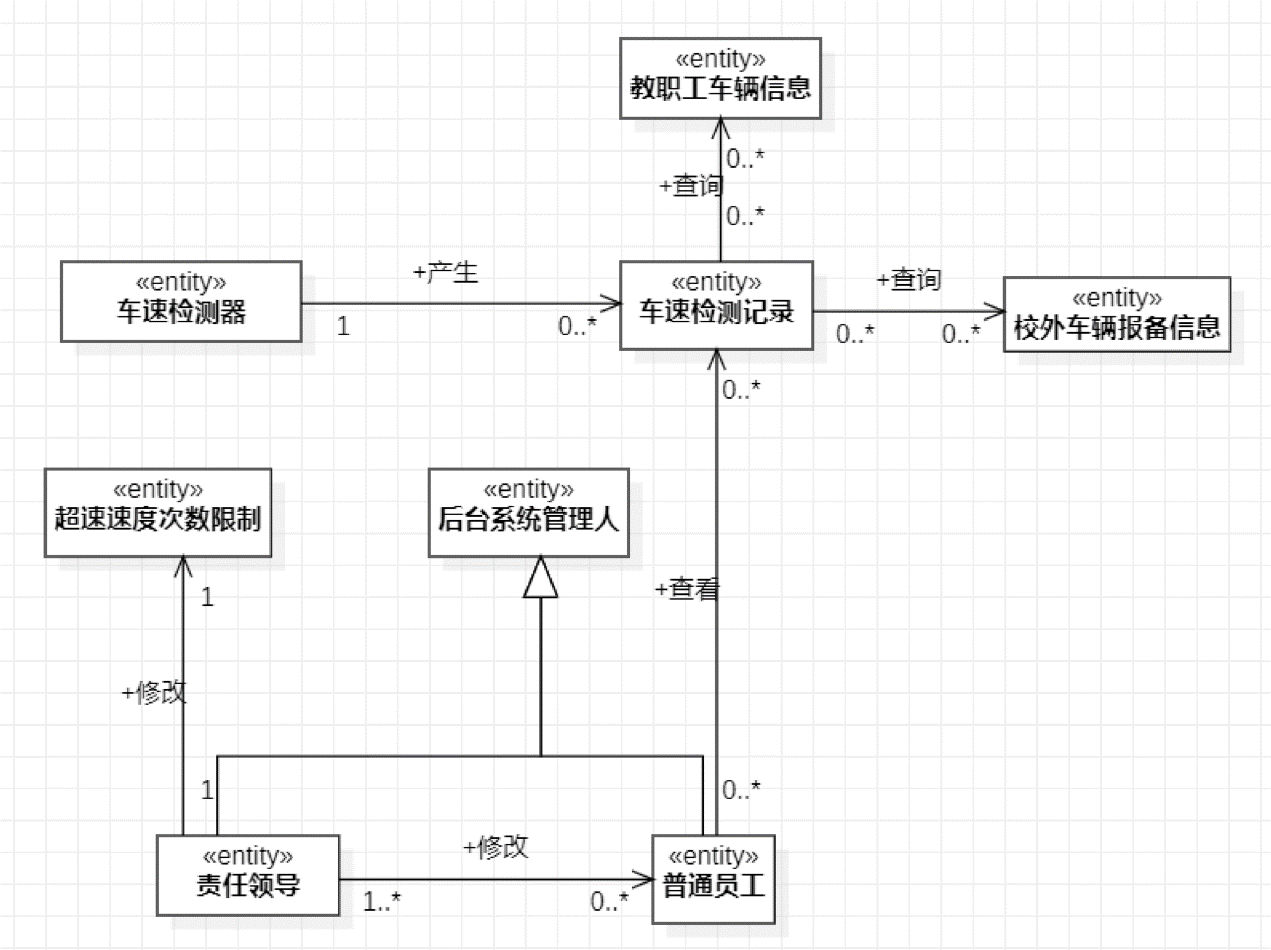 «entity»
教职工车辆信息
0..*
+查询
0..*
«entity»
车速检测器
+产生
1
0..*
«entity»
车速检测记录
+查询
0..*
0..*
«entity»
校外车辆报备信息
0..*
«entity»
超速速度次数限制
«entity»
后台系统管理人
1
+查看
+修改
1
0..*
«entity»
责任领导
+修改
1..*
0..*
«entity»
普通员工